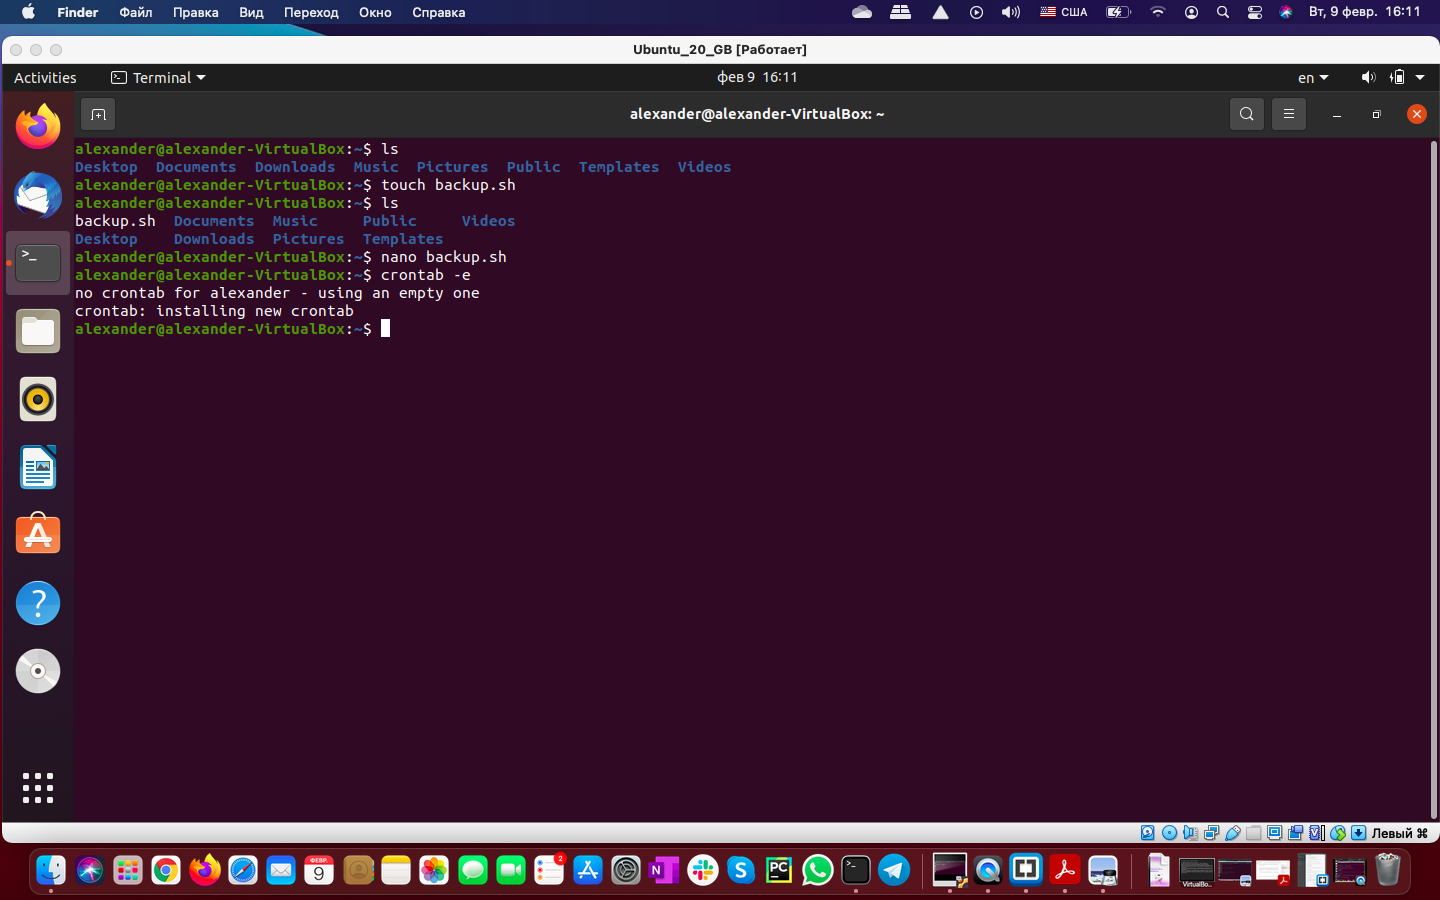 Finder Файл Правка Вид Переход Окно Справка США Вт, 9 февр. 16:11
Ubuntu_20_GB [Работает]
Activities Terminal фев 9 16:11 en
alexander@alexander-VirtualBox: ~
alexander@alexander-VirtualBox:~$ ls
Desktop Documents Downloads Music Pictures Public Templates Videos
alexander@alexander-VirtualBox:~$ touch backup.sh
alexander@alexander-VirtualBox:~$ ls
backup.sh Documents Music Public Videos
Desktop Downloads Pictures Templates
alexander@alexander-VirtualBox:~$ nano backup.sh
alexander@alexander-VirtualBox:~$ crontab -e
no crontab for alexander - using an empty one
crontab: installing new crontab
alexander@alexander-VirtualBox:~$
Левый ⌘
ФЕВР.
9
2
PC
VirtualBo...